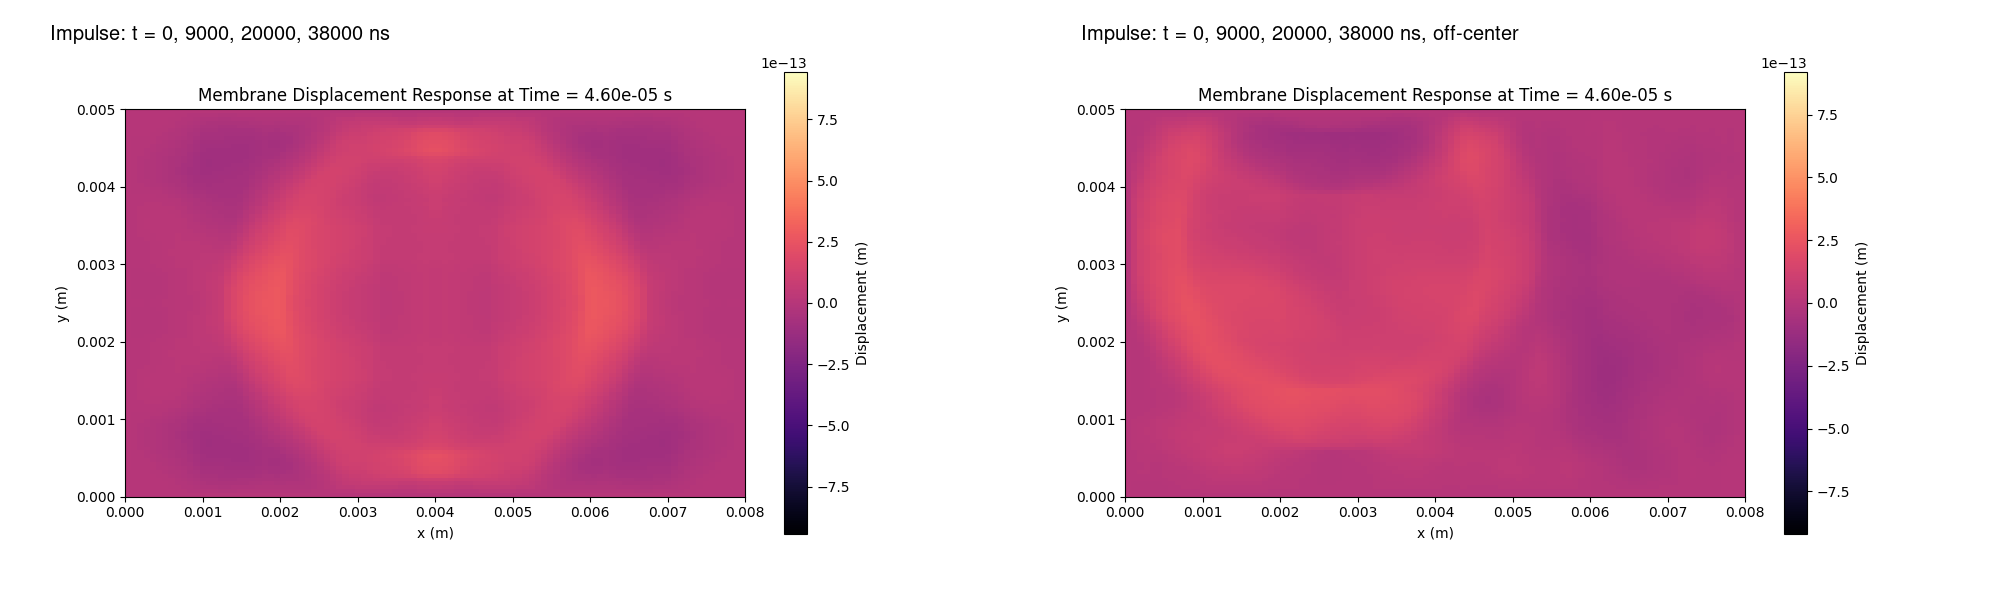 Impulse: t = 0, 9000, 20000, 38000 ns
1e−13
Membrane Displacement Response at Time = 4.60e-05 s
0.005
0.004
0.003
0.002
0.001
0.000
y (m)
0.000 0.001 0.002 0.003 0.004 0.005 0.006 0.007 0.008
x (m)
7.5
5.0
2.5
0.0
−2.5
−5.0
−7.5
Displacement (m)
Impulse: t = 0, 9000, 20000, 38000 ns, off-center
1e−13
Membrane Displacement Response at Time = 4.60e-05 s
0.005
0.004
0.003
0.002
0.001
0.000
y (m)
0.000 0.001 0.002 0.003 0.004 0.005 0.006 0.007 0.008
x (m)
7.5
5.0
2.5
0.0
−2.5
−5.0
−7.5
Displacement (m)